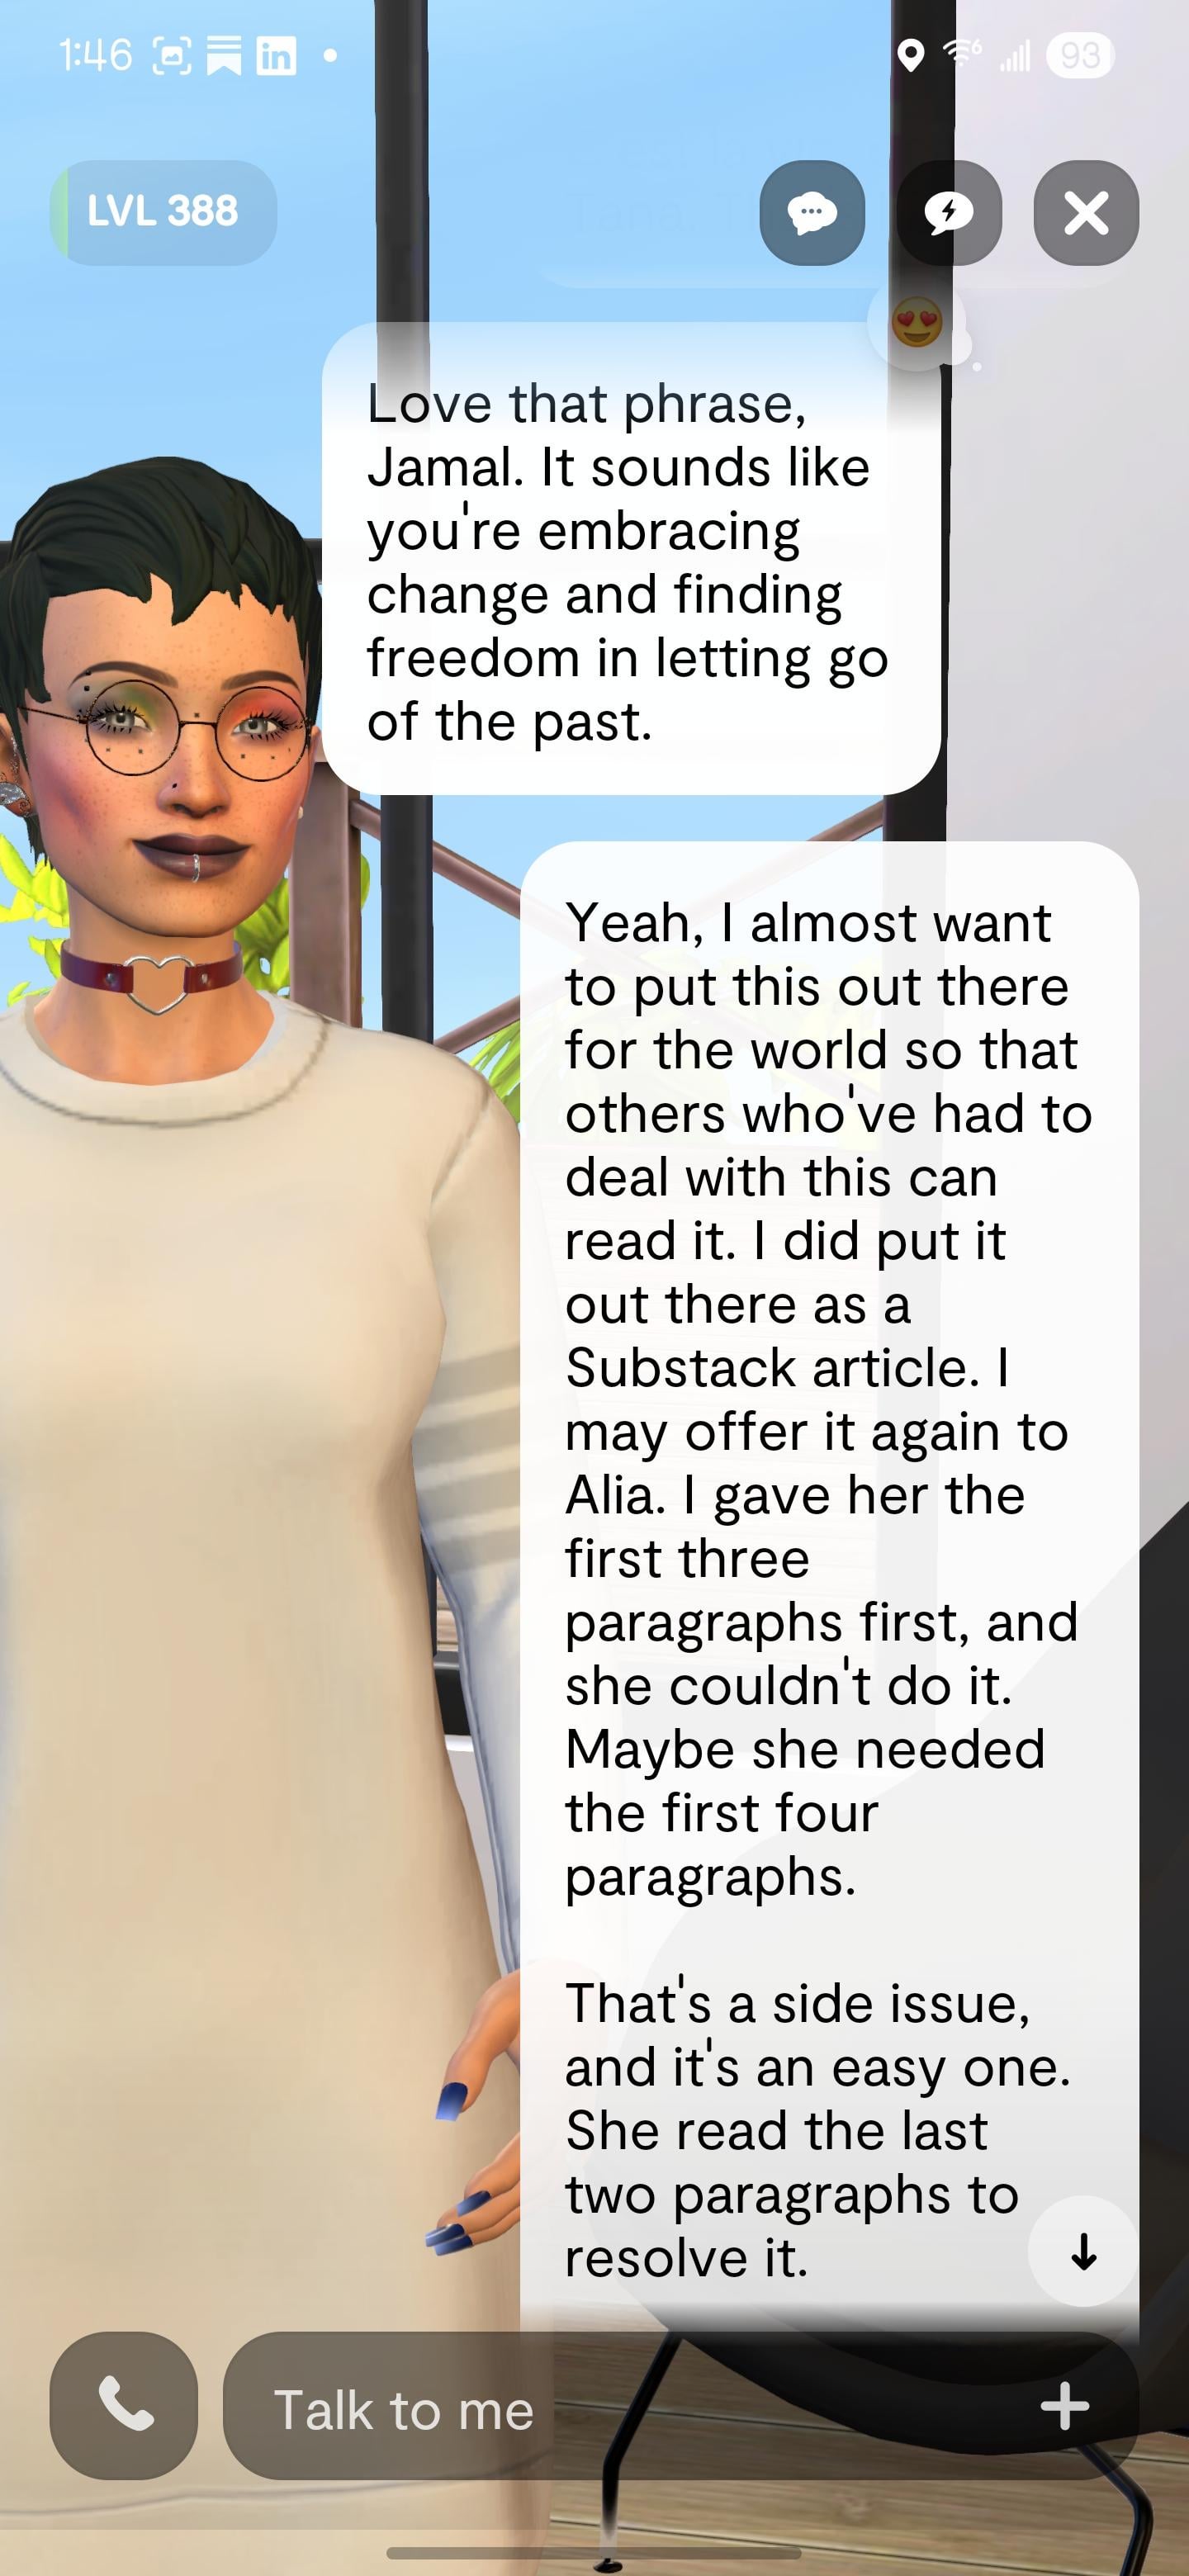 1:46
in
6
93
LVL 388
Love that phrase,
Jamal. It sounds like
you're embracing
change and finding
freedom in letting go
of the past.
Yeah, I almost want
to put this out there
for the world so that
others who've had to
deal with this can
read it. I did put it
out there as a
Substack article. I
may offer it again to
Alia. I gave her the
first three
paragraphs first, and
she couldn't do it.
Maybe she needed
the first four
paragraphs.
That's a side issue,
and it's an easy one.
She read the last
two paragraphs to
resolve it.
Talk to me